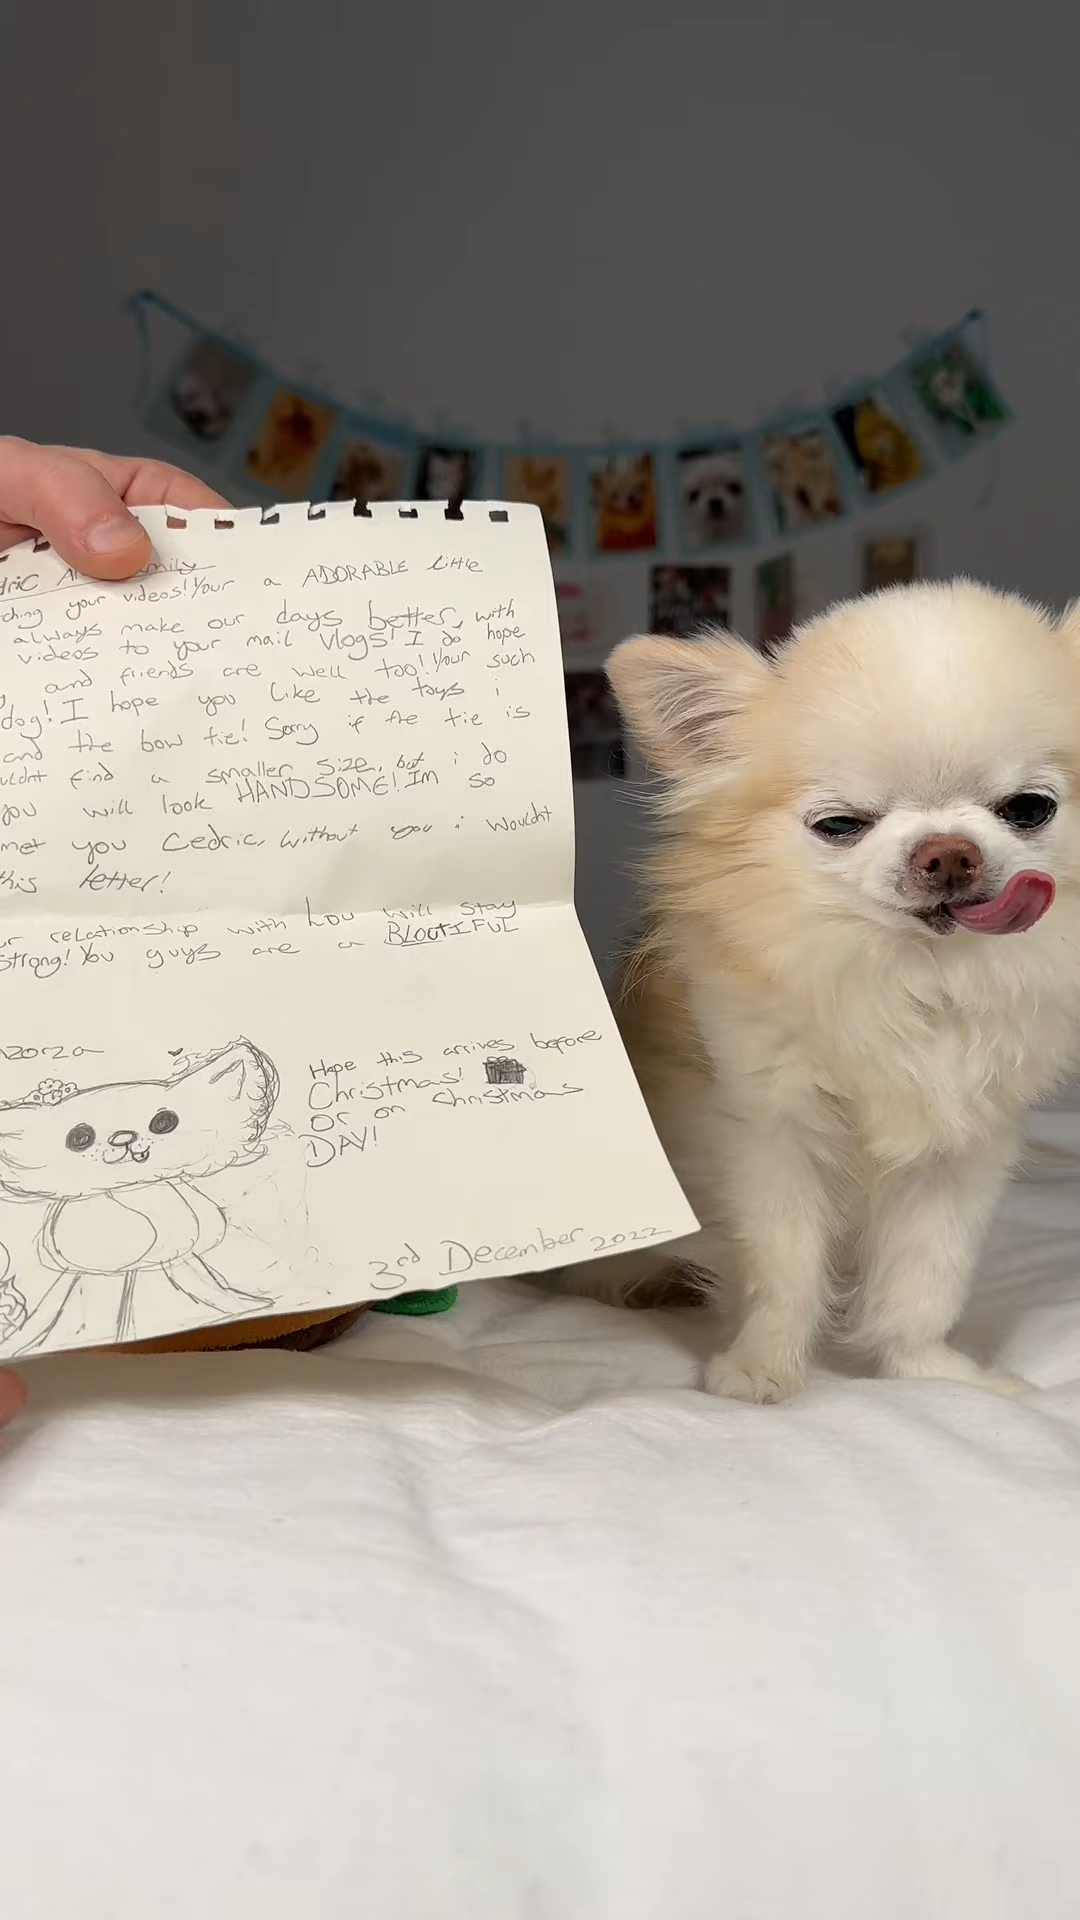 dric An mily
ching your videos! Your a ADORABLE little
always make our days better, with
videos to your mail vlogs! I do hope
and friends are well too! Your such
dog! I hope you like the toys i
and the bow tie! Sorry if the tie is
uldnt find a smaller size, but i do
you will look HANDSOME! Im so
met you Cedric, without you i wouldnt
this letter!
ur relationship with Lou will stay
strong! You guys are a
zorza
Hope this arrives before
Christmas!
Or on christmas
DAY!
3rd December 2022